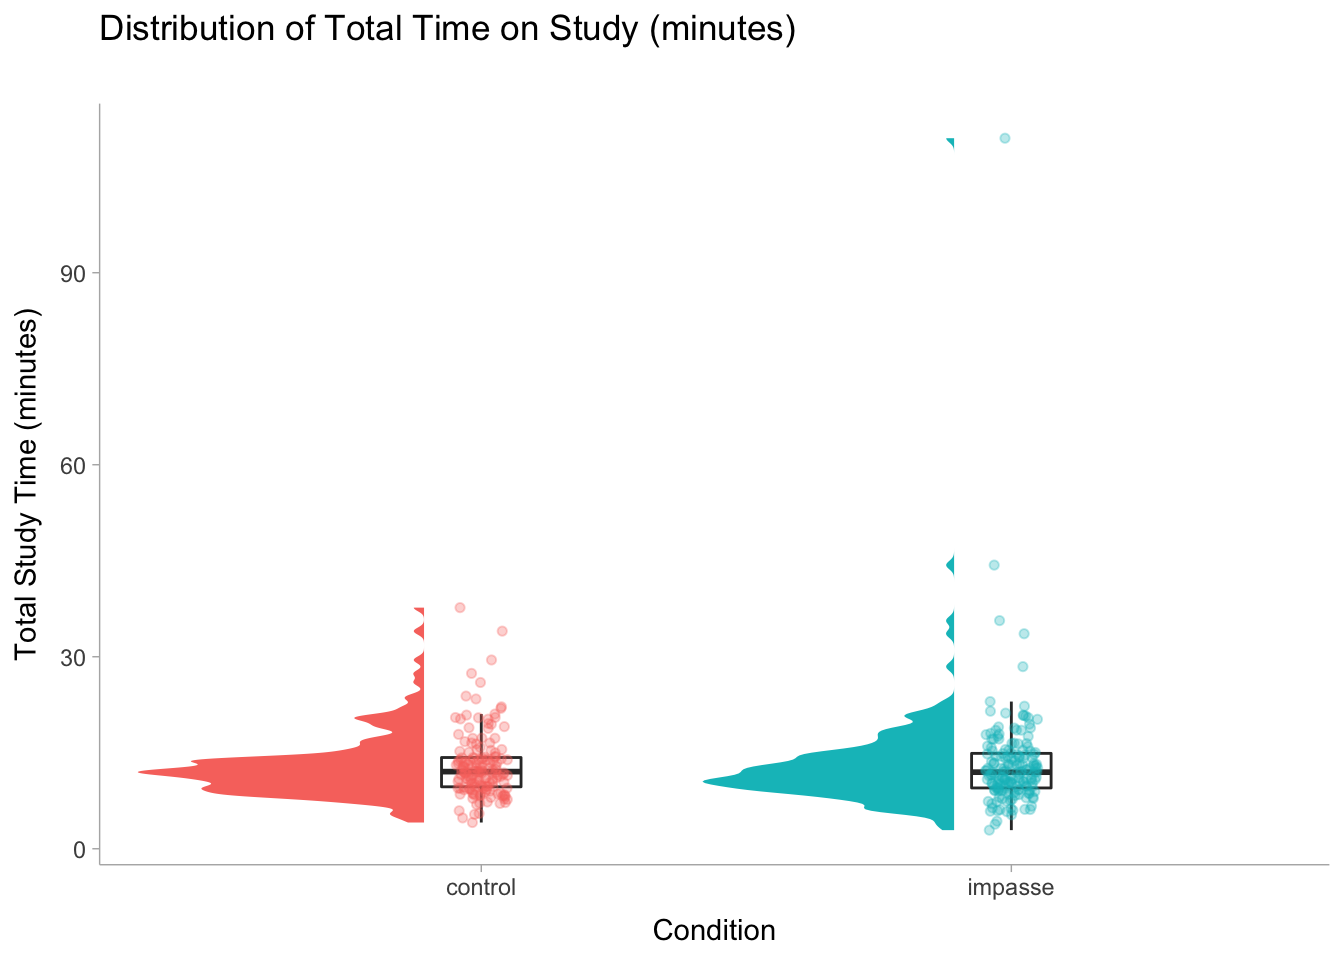 Distribution of Total Time on Study (minutes)
Total Study Time (minutes)
90
60
30
0
control
impasse
Condition